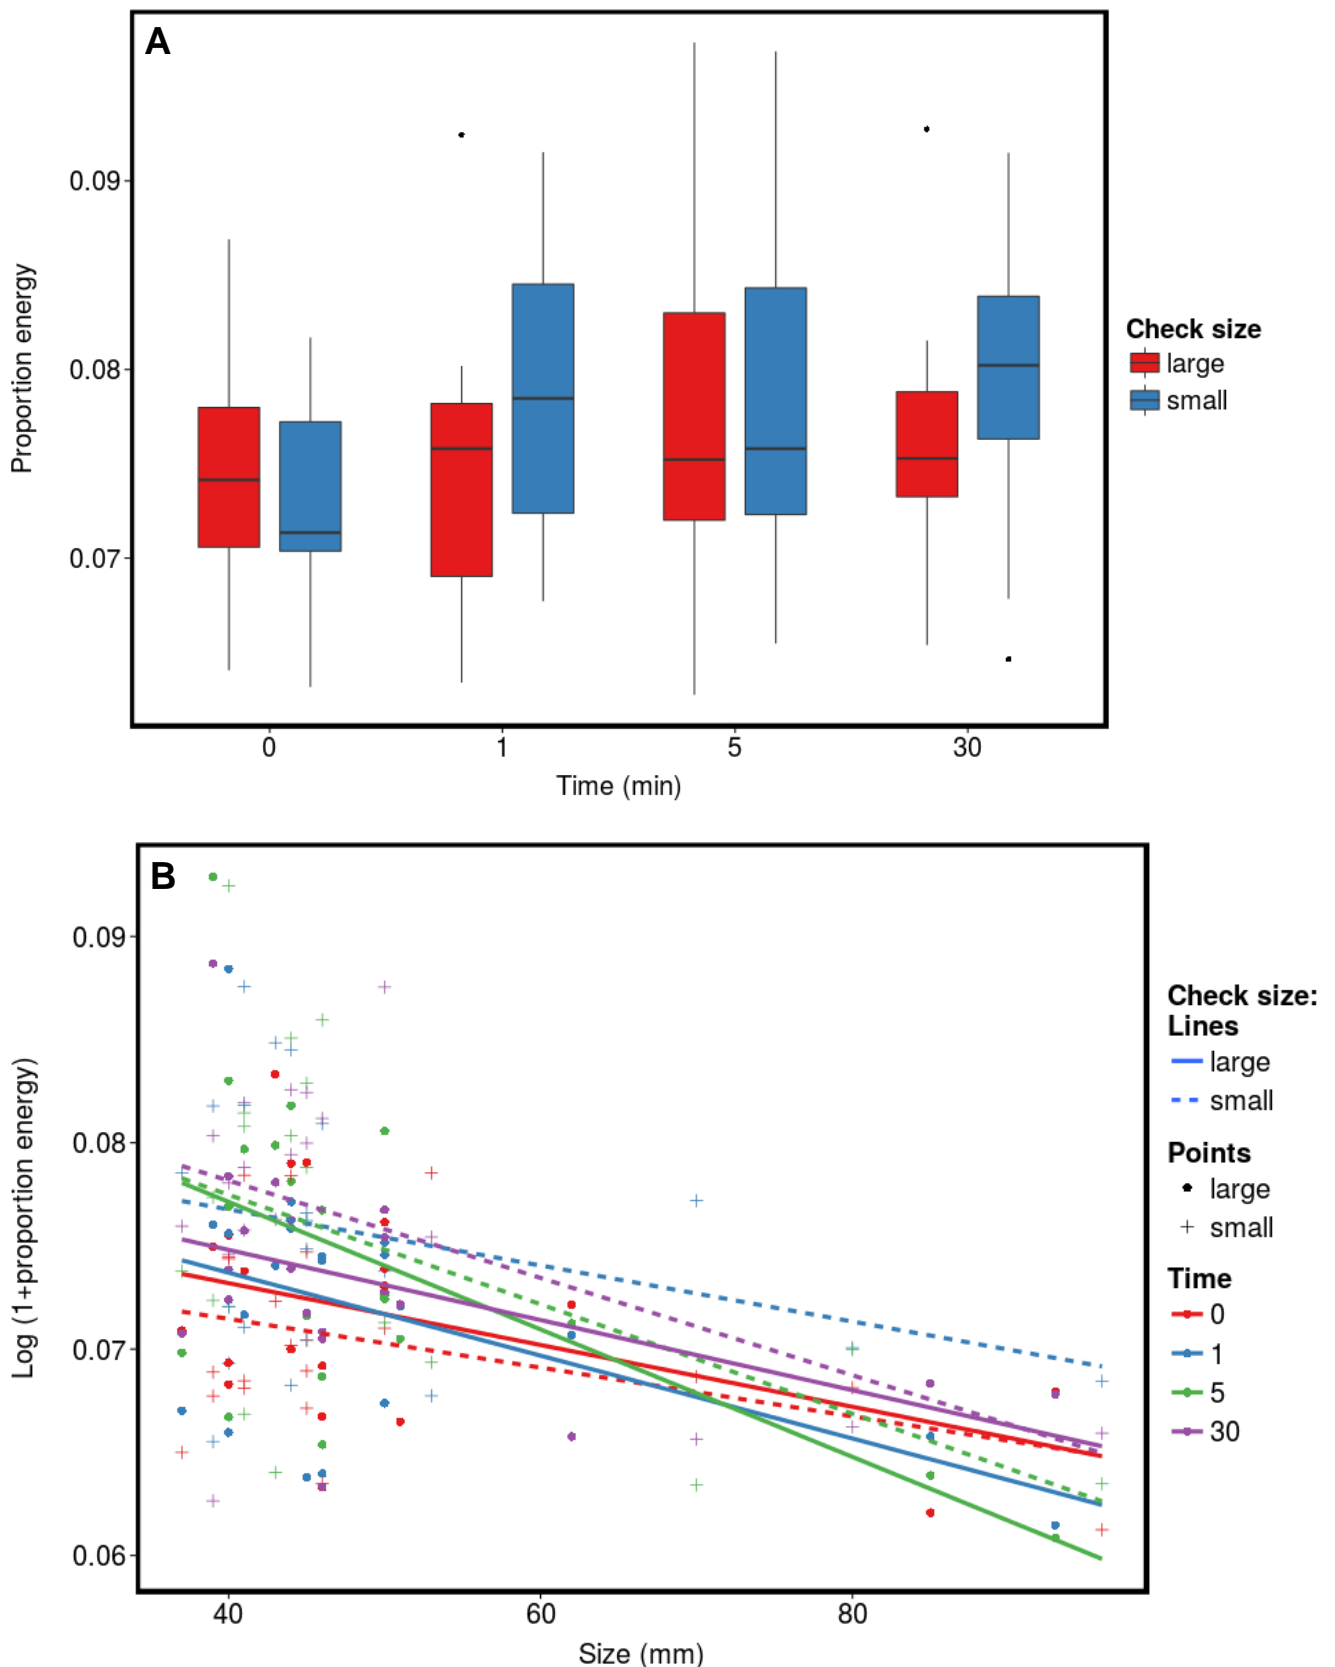 A
0.09
0.08
0.07
Proportion energy
0 1 5 30
Time (min)
Check size
large
small
B
0.09
0.08
0.07
0.06
Log (1+proportion energy)
40 60 80
Size (mm)
Check size:
Lines
large
small
Points
large
small
Time
0
1
5
30